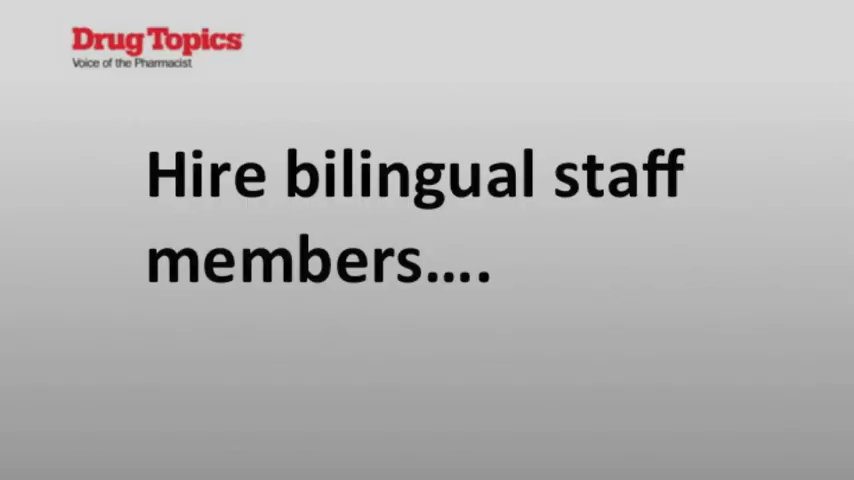 Drug Topics
Voice of the Pharmacist
Hire bilingual staff
members....